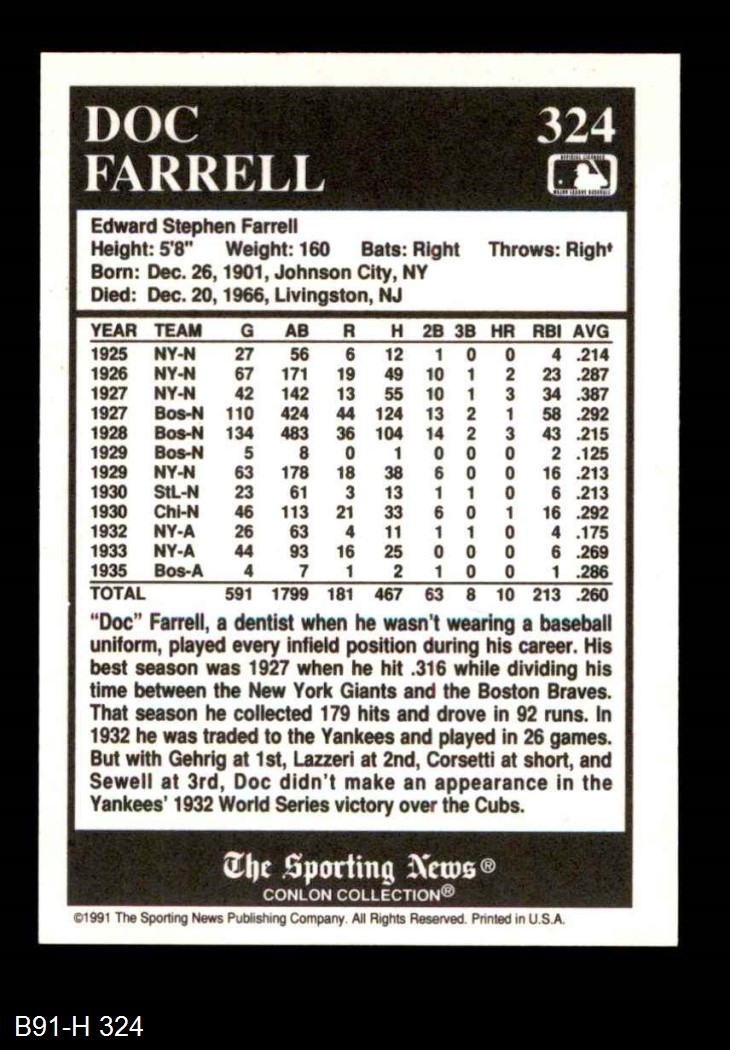 DOC
FARRELL
324
OFFICIAL LICENSEE
MAJOR LEAGUE BASEBALL
Edward Stephen Farrell
Height: 5'8" Weight: 160 Bats: Right Throws: Right
Born: Dec. 26, 1901, Johnson City, NY
Died: Dec. 20, 1966, Livingston, NJ
YEAR TEAM G AB R H 2B 3B HR RBI AVG
1925 NY-N 27 56 6 12 1 0 0 4 .214
1926 NY-N 67 171 19 49 10 1 2 23 .287
1927 NY-N 42 142 13 55 10 1 3 34 .387
1927 Bos-N 110 424 44 124 13 2 1 58 .292
1928 Bos-N 134 483 36 104 14 2 3 43 .215
1929 Bos-N 5 8 0 1 0 0 0 2 .125
1929 NY-N 63 178 18 38 6 0 0 16 .213
1930 StL-N 23 61 3 13 1 1 0 6 .213
1930 Chi-N 46 113 21 33 6 0 1 16 .292
1932 NY-A 26 63 4 11 1 1 0 4 .175
1933 NY-A 44 93 16 25 0 0 0 6 .269
1935 Bos-A 4 7 1 2 1 0 0 1 .286
TOTAL 591 1799 181 467 63 8 10 213 .260
"Doc" Farrell, a dentist when he wasn't wearing a baseball
uniform, played every infield position during his career. His
best season was 1927 when he hit .316 while dividing his
time between the New York Giants and the Boston Braves.
That season he collected 179 hits and drove in 92 runs. In
1932 he was traded to the Yankees and played in 26 games.
But with Gehrig at 1st, Lazzeri at 2nd, Corsetti at short, and
Sewell at 3rd, Doc didn't make an appearance in the
Yankees' 1932 World Series victory over the Cubs.
The Sporting News®
CONLON COLLECTION®
©1991 The Sporting News Publishing Company. All Rights Reserved. Printed in U.S.A.
B91-H 324